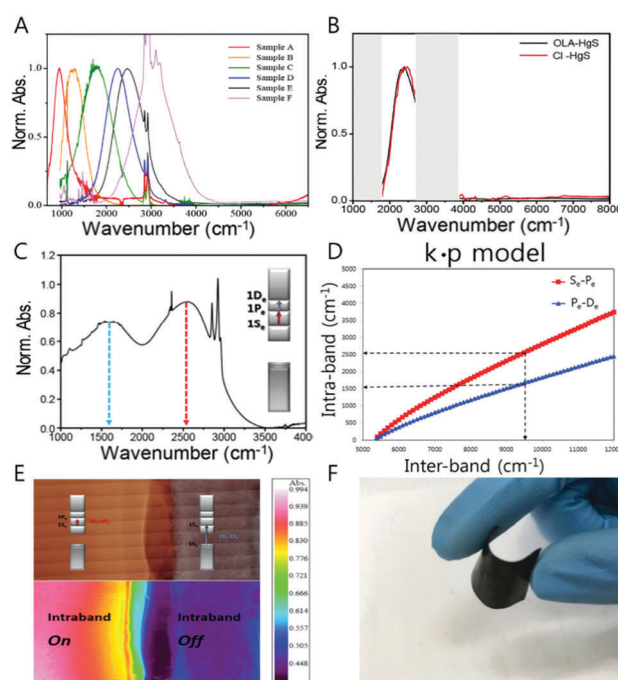 A
Norm. Abs.
1.0
0.5
0.0
Sample A
Sample B
Sample C
Sample D
Sample E
Sample F
1000 2000 3000 4000 5000 6000
Wavenumber (cm⁻¹)
B
Norm. Abs.
1.0
0.5
0.0
OLA-HgS
Cl -HgS
1000 2000 3000 4000 5000 6000 7000 8000
Wavenumber (cm⁻¹)
C
Norm. Abs.
1.2
1.0
0.8
0.6
0.4
0.2
0.0
1Dₑ
1Pₑ
1Sₑ
1000 1500 2000 2500 3000 3500 4000
Wavenumber (cm⁻¹)
D
k·p model
Intra-band (cm⁻¹)
5000
4500
4000
3500
3000
2500
2000
1500
1000
500
0
Sₑ-Pₑ
Pₑ-Dₑ
5000 6000 7000 8000 9000 10000 11000
Inter-band (cm⁻¹)
E
Intraband
On
Intraband
Off
Abs.
0.994
0.940
0.885
0.830
0.776
0.721
0.666
0.612
0.557
0.503
0.448
F